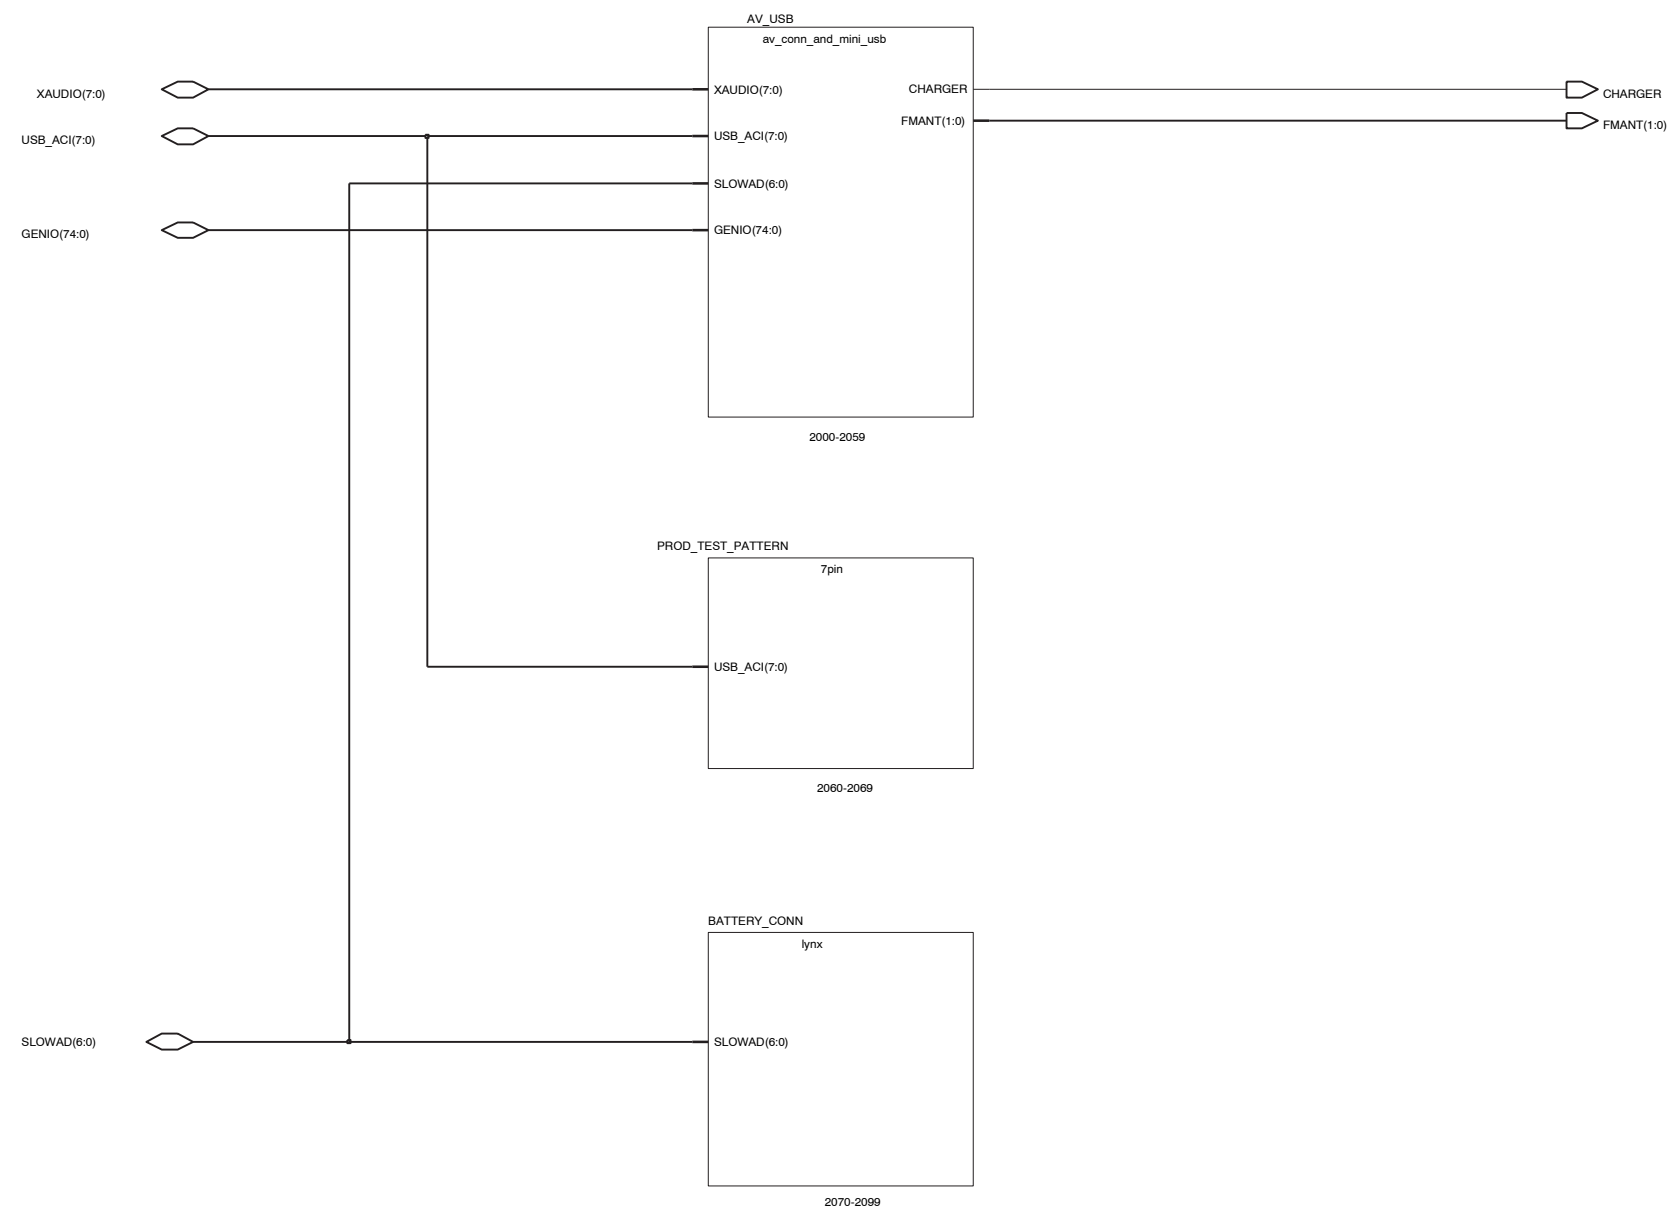 AV_USB
av_conn_and_mini_usb
XAUDIO(7:0)
XAUDIO(7:0)
CHARGER
CHARGER
USB_ACI(7:0)
USB_ACI(7:0)
FMANT(1:0)
FMANT(1:0)
SLOWAD(6:0)
GENIO(74:0)
GENIO(74:0)
2000-2059
PROD_TEST_PATTERN
7pin
USB_ACI(7:0)
2060-2069
BATTERY_CONN
lynx
SLOWAD(6:0)
SLOWAD(6:0)
2070-2099